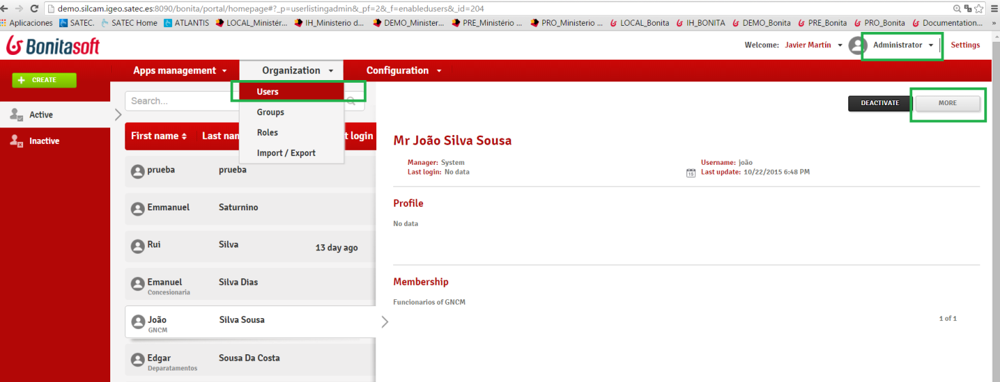 demo.silcam.igeo.satec.es:8090/bonita/portal/homepage#?_p=userlistingadmin&_pf=2&_f=enabledusers&_id=204
Aplicaciones SATEC. SATEC Home ATLANTIS LOCAL_Ministér... IH_Ministerio d... DEMO_Minister... PRE_Ministério ... PRO_Ministerio ... LOCAL_Bonita IH_BONITA DEMO_Bonita PRE_Bonita PRO_Bonita Documentation... »
Bonitasoft
Welcome: Javier Martin Administrator Settings
Apps management Organization Configuration
+ CREATE
Users
Search...
DEACTIVATE MORE
Active
Groups
Roles
First name Last nam t login
Inactive
Mr João Silva Sousa
Import / Export
Manager: System Username: joão
Last login: No data 15 Last update: 10/22/2015 6:48 PM
prueba prueba
Profile
Emmanuel Saturnino
No data
Rui Silva 13 day ago
Emanuel Silva Dias
Concesionaria
Membership
Funcionarios of GNCM
João Silva Sousa
GNCM
1 of 1
Edgar Sousa Da Costa
Deparatamentos